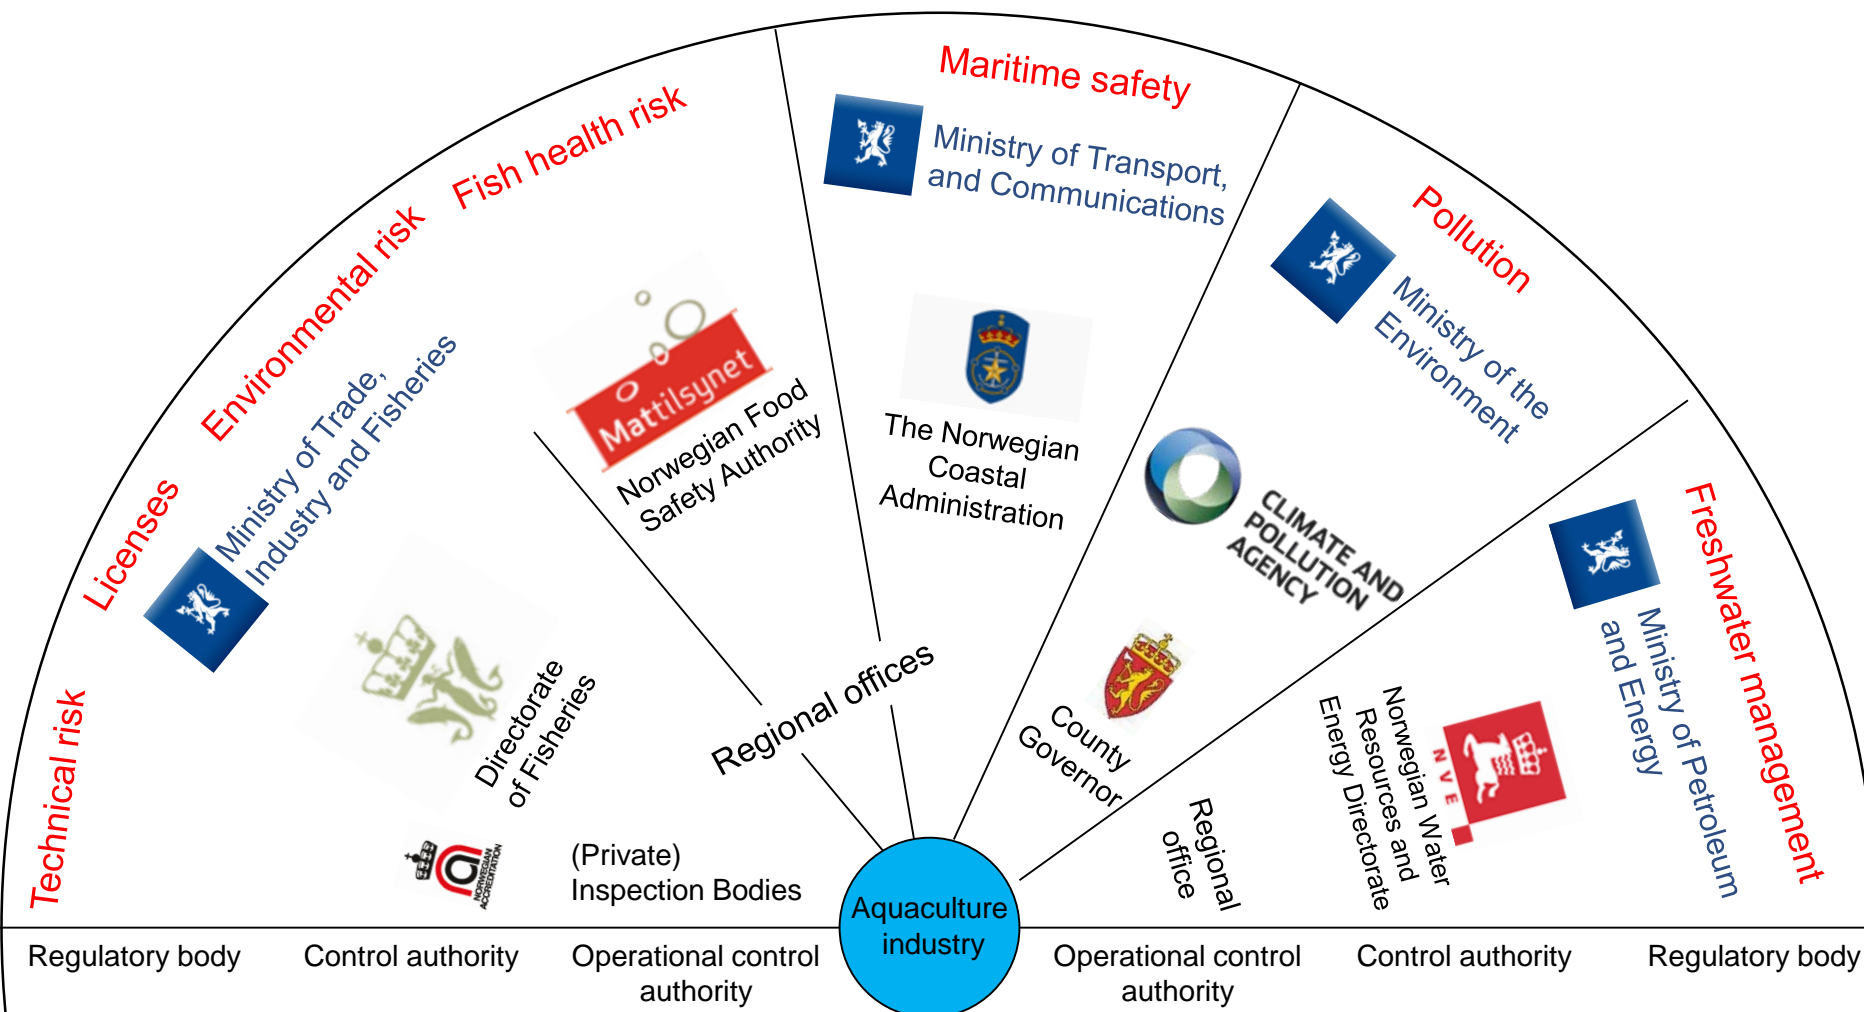 Maritime safety
Ministry of Transport,
and Communications
Fish health risk
Environmental risk
Licenses
Technical risk
Ministry of Trade,
Industry and Fisheries
Mattilsynet
Norwegian Food
Safety Authority
Directorate
of Fisheries
NORWEGIAN
ACCREDITATION
(Private)
Inspection Bodies
Regional offices
The Norwegian
Coastal
Administration
Pollution
Ministry of the
Environment
CLIMATE AND
POLLUTION
AGENCY
County
Governor
Freshwater management
Ministry of Petroleum
and Energy
NVE
Norwegian Water
Resources and
Energy Directorate
Regional
office
Aquaculture
industry
Regulatory body
Control authority
Operational control
authority
Operational control
authority
Control authority
Regulatory body